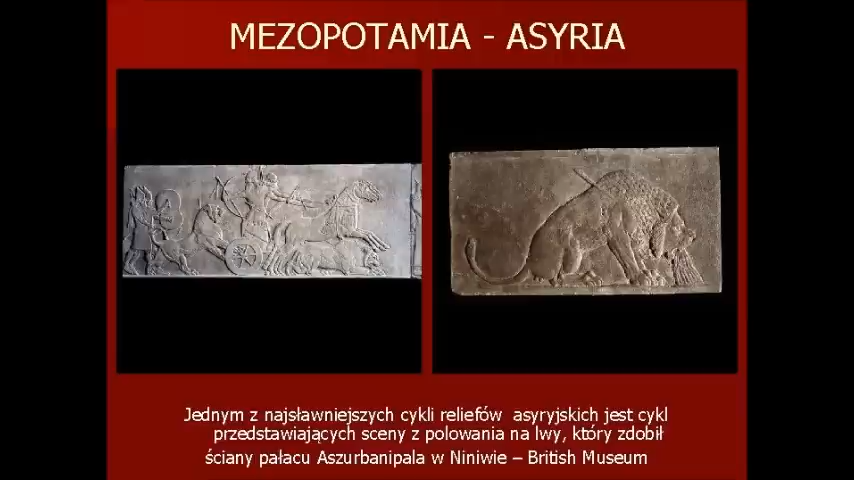 MEZOPOTAMIA - ASYRIA
Jednym z najsławniejszych cykli reliefów asyryjskich jest cykl
przedstawiających sceny z polowania na lwy, który zdobił
ściany pałacu Aszurbanipala w Niniwie – British Museum